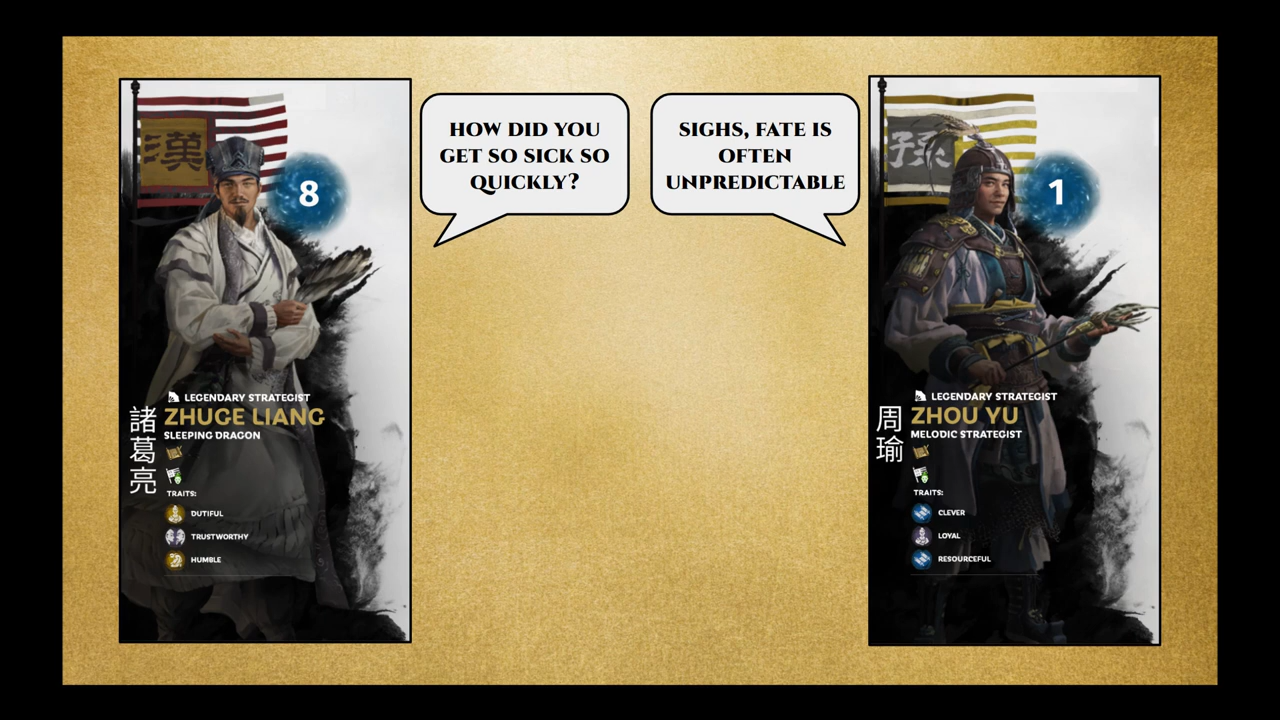 漢
8
HOW DID YOU
GET SO SICK SO
QUICKLY?
LEGENDARY STRATEGIST
ZHUGE LIANG
SLEEPING DRAGON
諸葛亮
TRAITS:
DUTIFUL
TRUSTWORTHY
HUMBLE
SIGHS, FATE IS
OFTEN
UNPREDICTABLE
孫
1
LEGENDARY STRATEGIST
ZHOU YU
MELODIC STRATEGIST
周瑜
TRAITS:
CLEVER
LOYAL
RESOURCEFUL